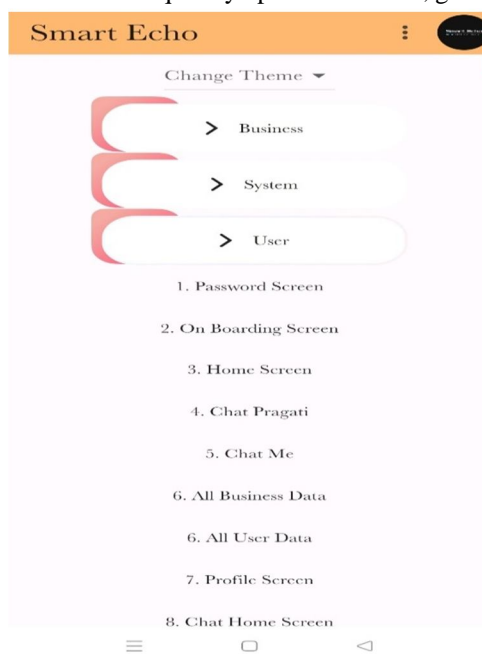 Smart Echo
Change Theme
Business
System
User
1. Password Screen
2. On Boarding Screen
3. Home Screen
4. Chat Pragati
5. Chat Me
6. All Business Data
6. All User Data
7. Profile Screen
8. Chat Home Screen